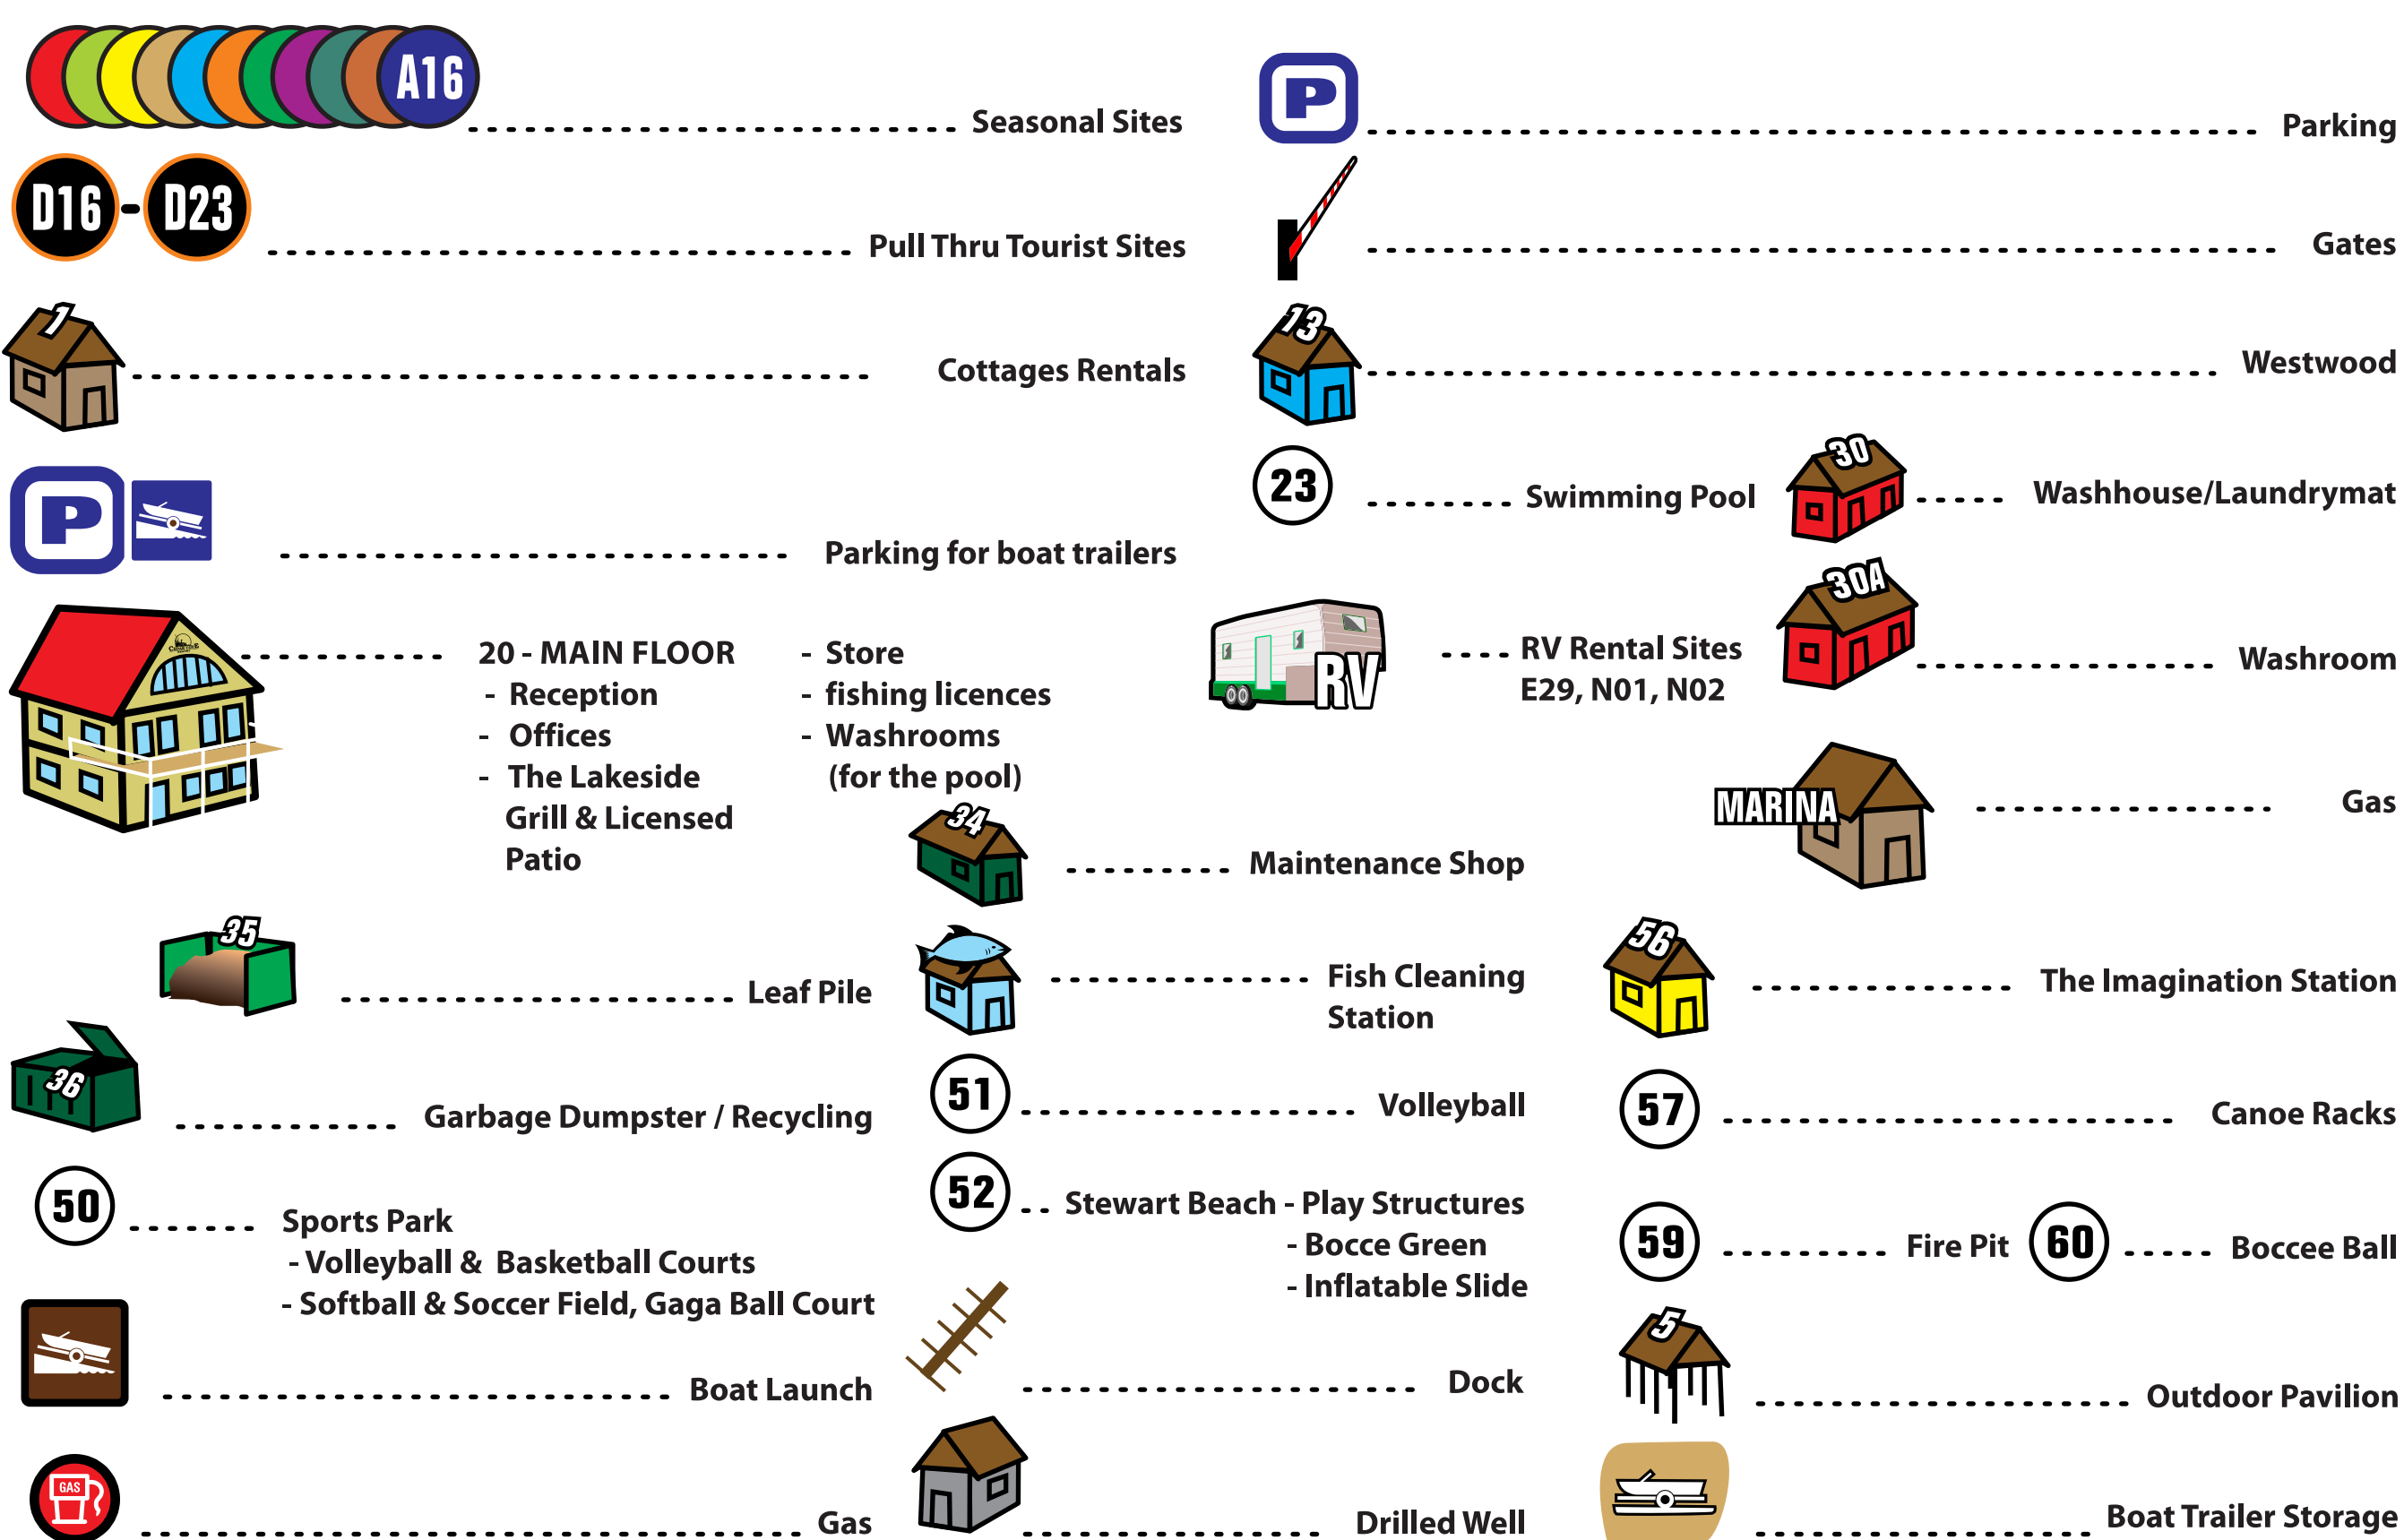 A16
Seasonal Sites
P
Parking
D16 - D23
Pull Thru Tourist Sites
Gates
1
Cottages Rentals
13
Westwood
P
Parking for boat trailers
23
Swimming Pool
30
Washhouse/Laundrymat
20 - MAIN FLOOR
- Reception
- Offices
- The Lakeside
Grill & Licensed
Patio
- Store
- fishing licences
- Washrooms
(for the pool)
RV
RV Rental Sites
E29, N01, N02
30A
Washroom
34
Maintenance Shop
MARINA
Gas
35
Leaf Pile
Fish Cleaning
Station
56
The Imagination Station
36
Garbage Dumpster / Recycling
51
Volleyball
57
Canoe Racks
50
Sports Park
- Volleyball & Basketball Courts
- Softball & Soccer Field, Gaga Ball Court
52
Stewart Beach - Play Structures
- Bocce Green
- Inflatable Slide
59
Fire Pit
60
Boccee Ball
Boat Launch
Dock
5
Outdoor Pavilion
GAS
Gas
Drilled Well
Boat Trailer Storage